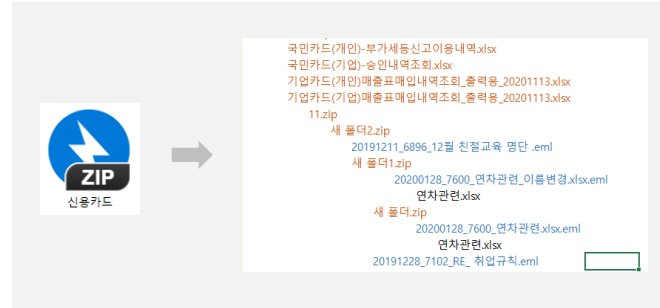 ZIP
신용카드
국민카드(개인)-부가세등신고이용내역.xlsx
국민카드(기업)-승인내역조회.xlsx
기업카드(개인)매출표매입내역조회_출력용_20201113.xlsx
기업카드(기업)매출표매입내역조회_출력용_20201113.xlsx
11.zip
새 폴더2.zip
20191211_6896_12월 친절교육 명단 .eml
새 폴더1.zip
20200128_7600_연차관련_이름변경.xlsx.eml
연차관련.xlsx
새 폴더.zip
20200128_7600_연차관련.xlsx.eml
연차관련.xlsx
20191228_7102_RE_ 취업규칙.eml